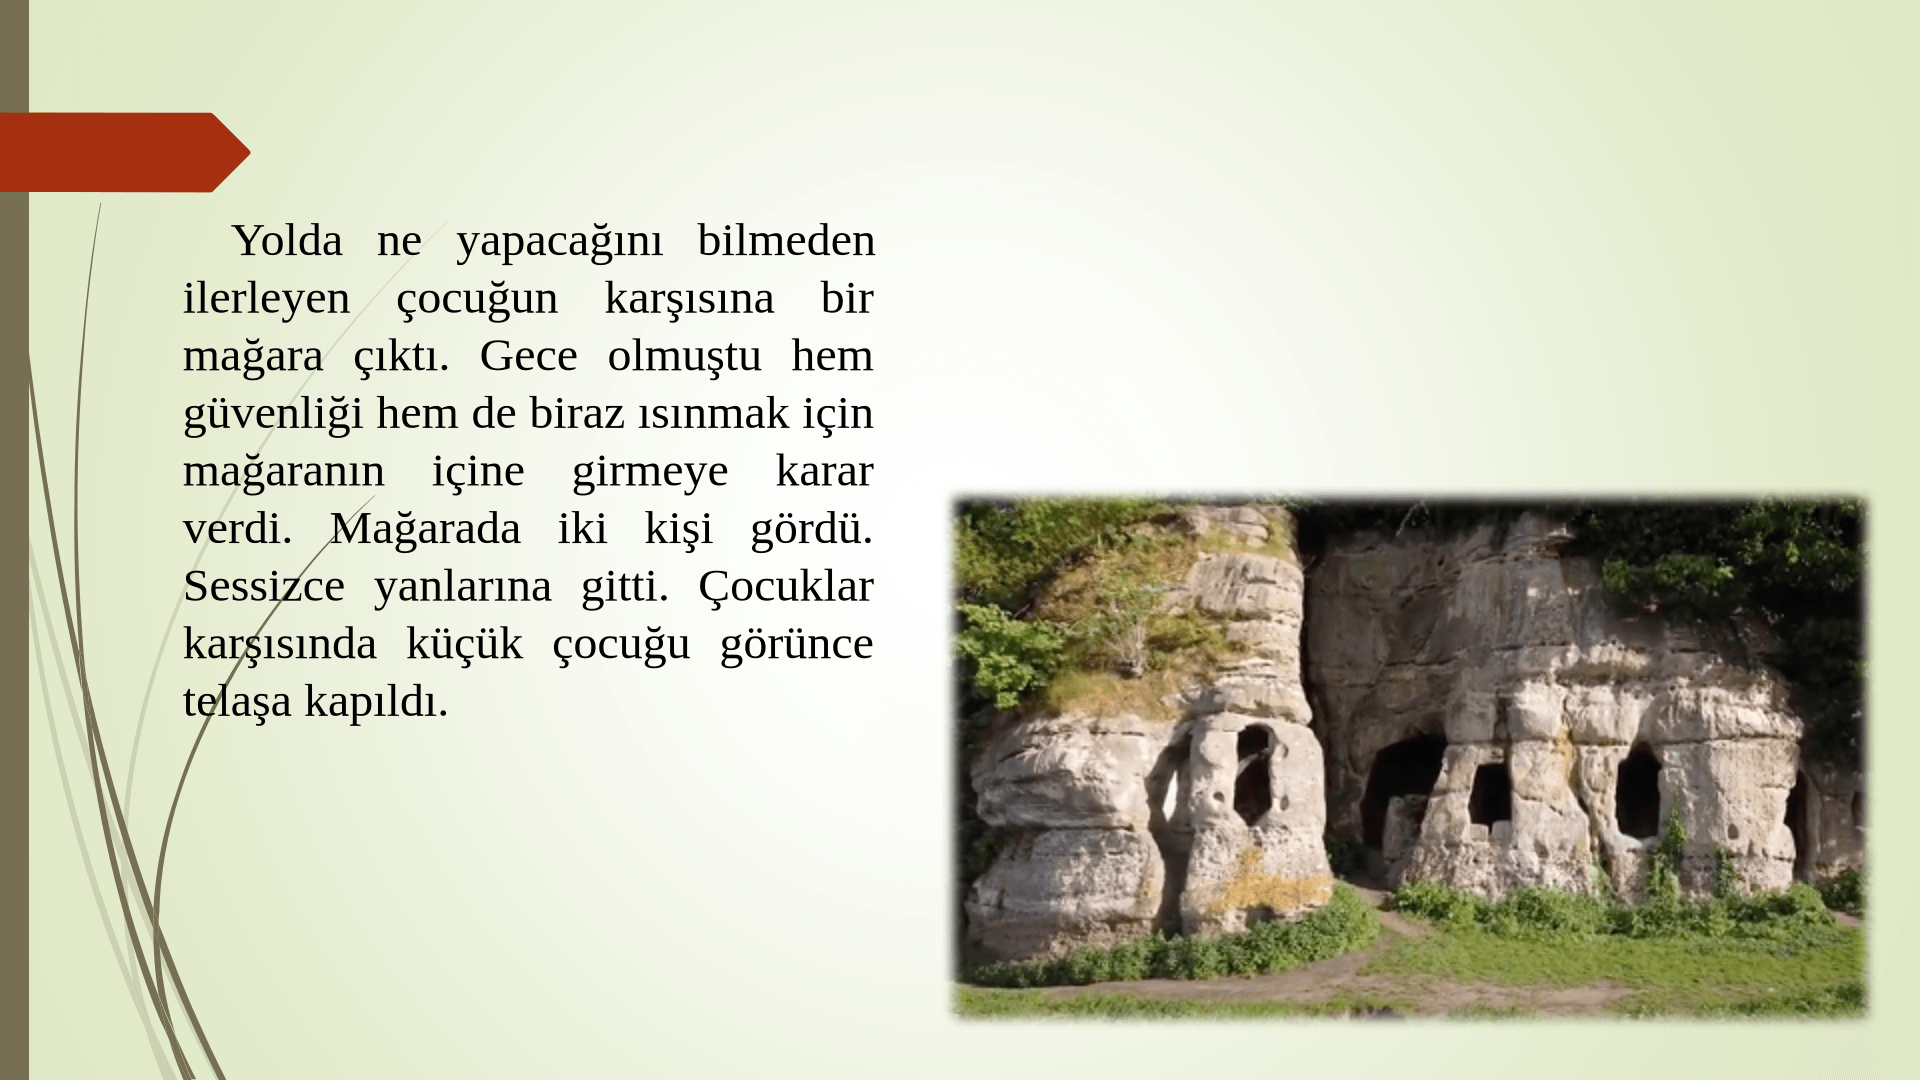 Yolda ne yapacağını bilmeden
ilerleyen çocuğun karşısına bir
mağara çıktı. Gece olmuştu hem
güvenliği hem de biraz ısınmak için
mağaranın içine girmeye karar
verdi. Mağarada iki kişi gördü.
Sessizce yanlarına gitti. Çocuklar
karşısında küçük çocuğu görünce
telaşa kapıldı.